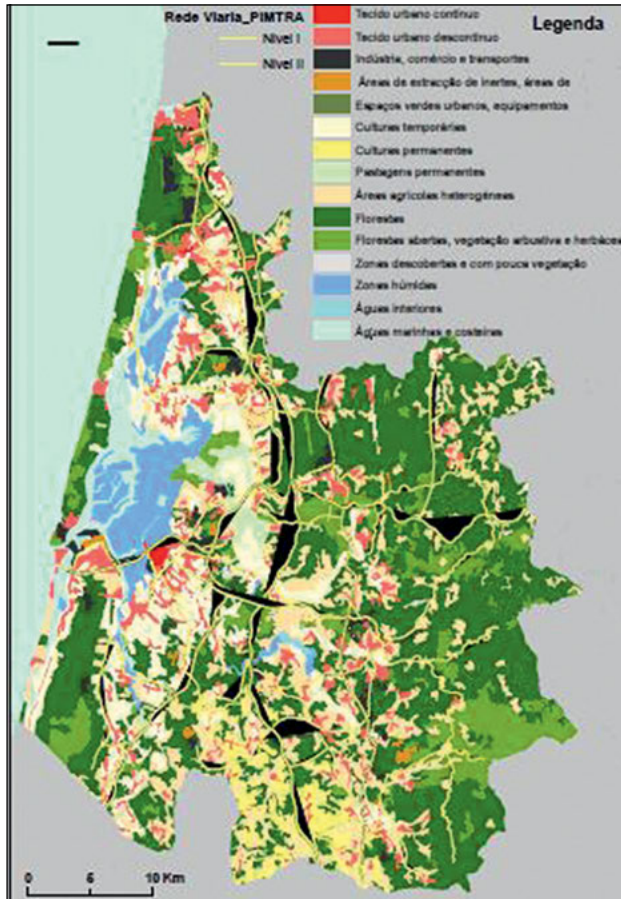 Rede Viaria_PIMTRA
Nivel I
Nivel II
Legenda
Tecido urbano contínuo
Tecido urbano descontínuo
Indústria, comércio e transportes
Áreas de extracção de inertes, áreas de
Espaços verdes urbanos, equipamentos
Culturas temporárias
Culturas permanentes
Pastagens permanentes
Áreas agrícolas heterogéneas
Florestas
Florestas abertas, vegetação arbustiva e herbácea
Zonas descobertas e com pouca vegetação
Zonas húmidas
Águas interiores
Águas marinhas e costeiras
0 5 10 Km